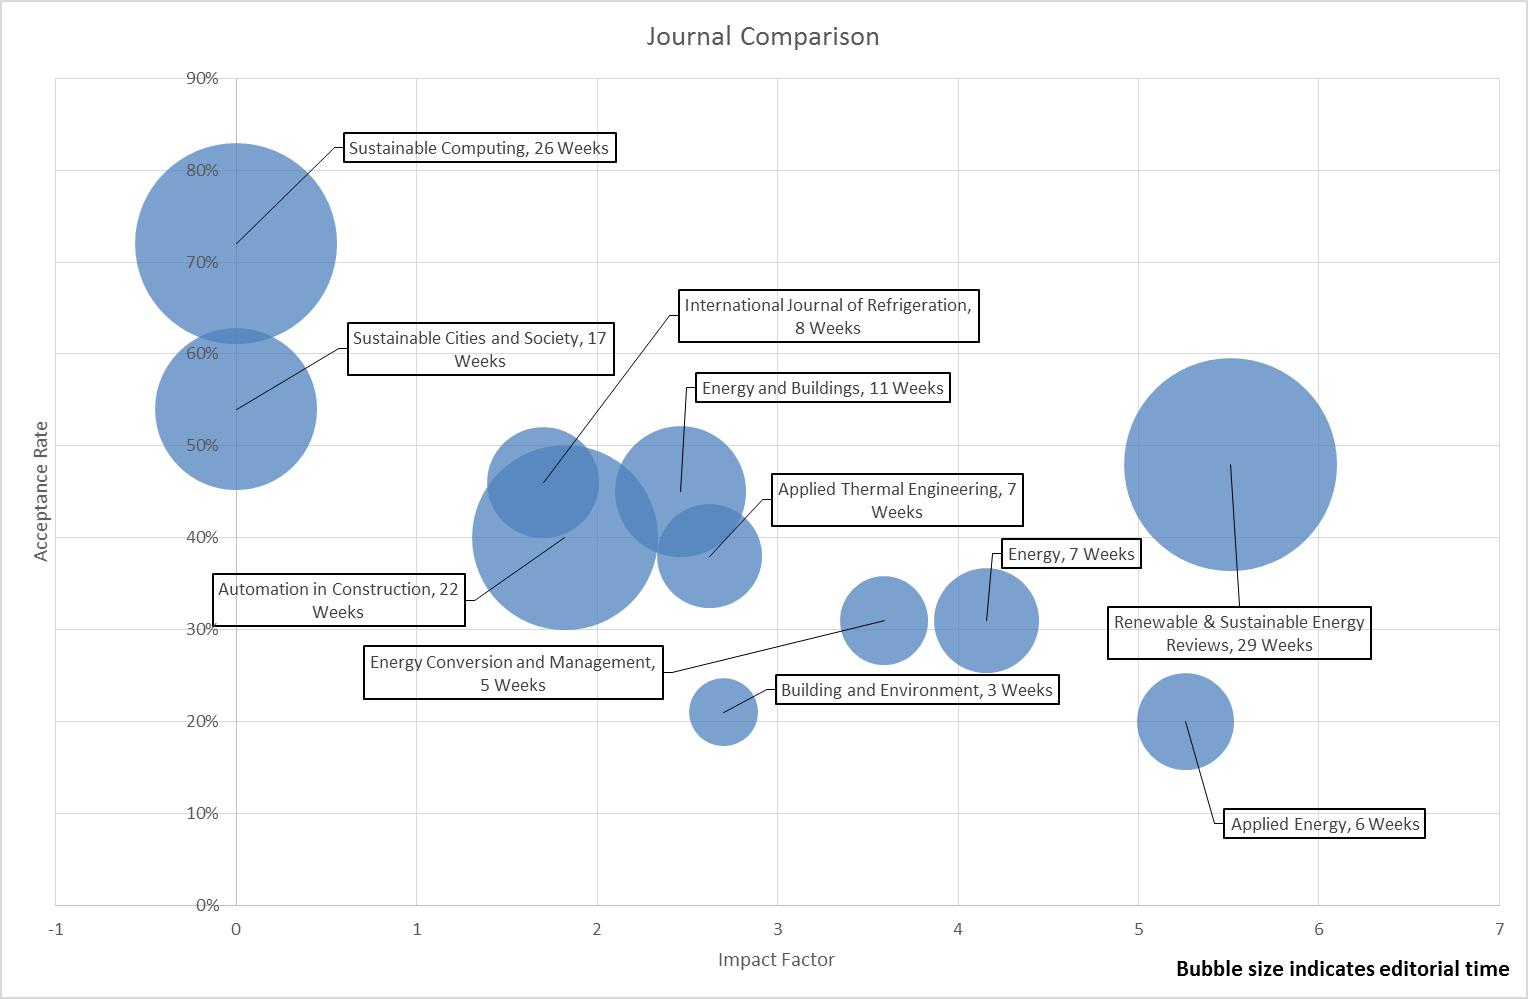 Journal Comparison
90%
80%
70%
60%
50%
40%
30%
20%
10%
0%
Acceptance Rate
Sustainable Computing, 26 Weeks
Sustainable Cities and Society, 17
Weeks
International Journal of Refrigeration,
8 Weeks
Energy and Buildings, 11 Weeks
Applied Thermal Engineering, 7
Weeks
Energy, 7 Weeks
Automation in Construction, 22
Weeks
Renewable & Sustainable Energy
Reviews, 29 Weeks
Energy Conversion and Management,
5 Weeks
Building and Environment, 3 Weeks
Applied Energy, 6 Weeks
-1 0 1 2 3 4 5 6 7
Impact Factor
Bubble size indicates editorial time